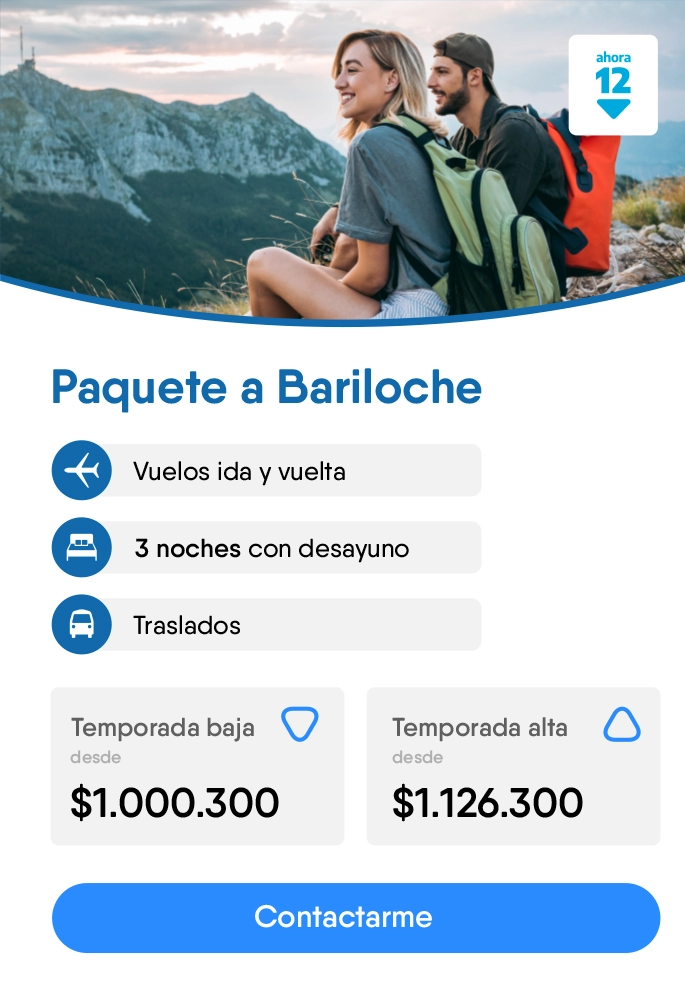 ahora
12
Paquete a Bariloche
Vuelos ida y vuelta
3 noches con desayuno
Traslados
Temporada baja
desde
$1.000.300
Temporada alta
desde
$1.126.300
Contactarme